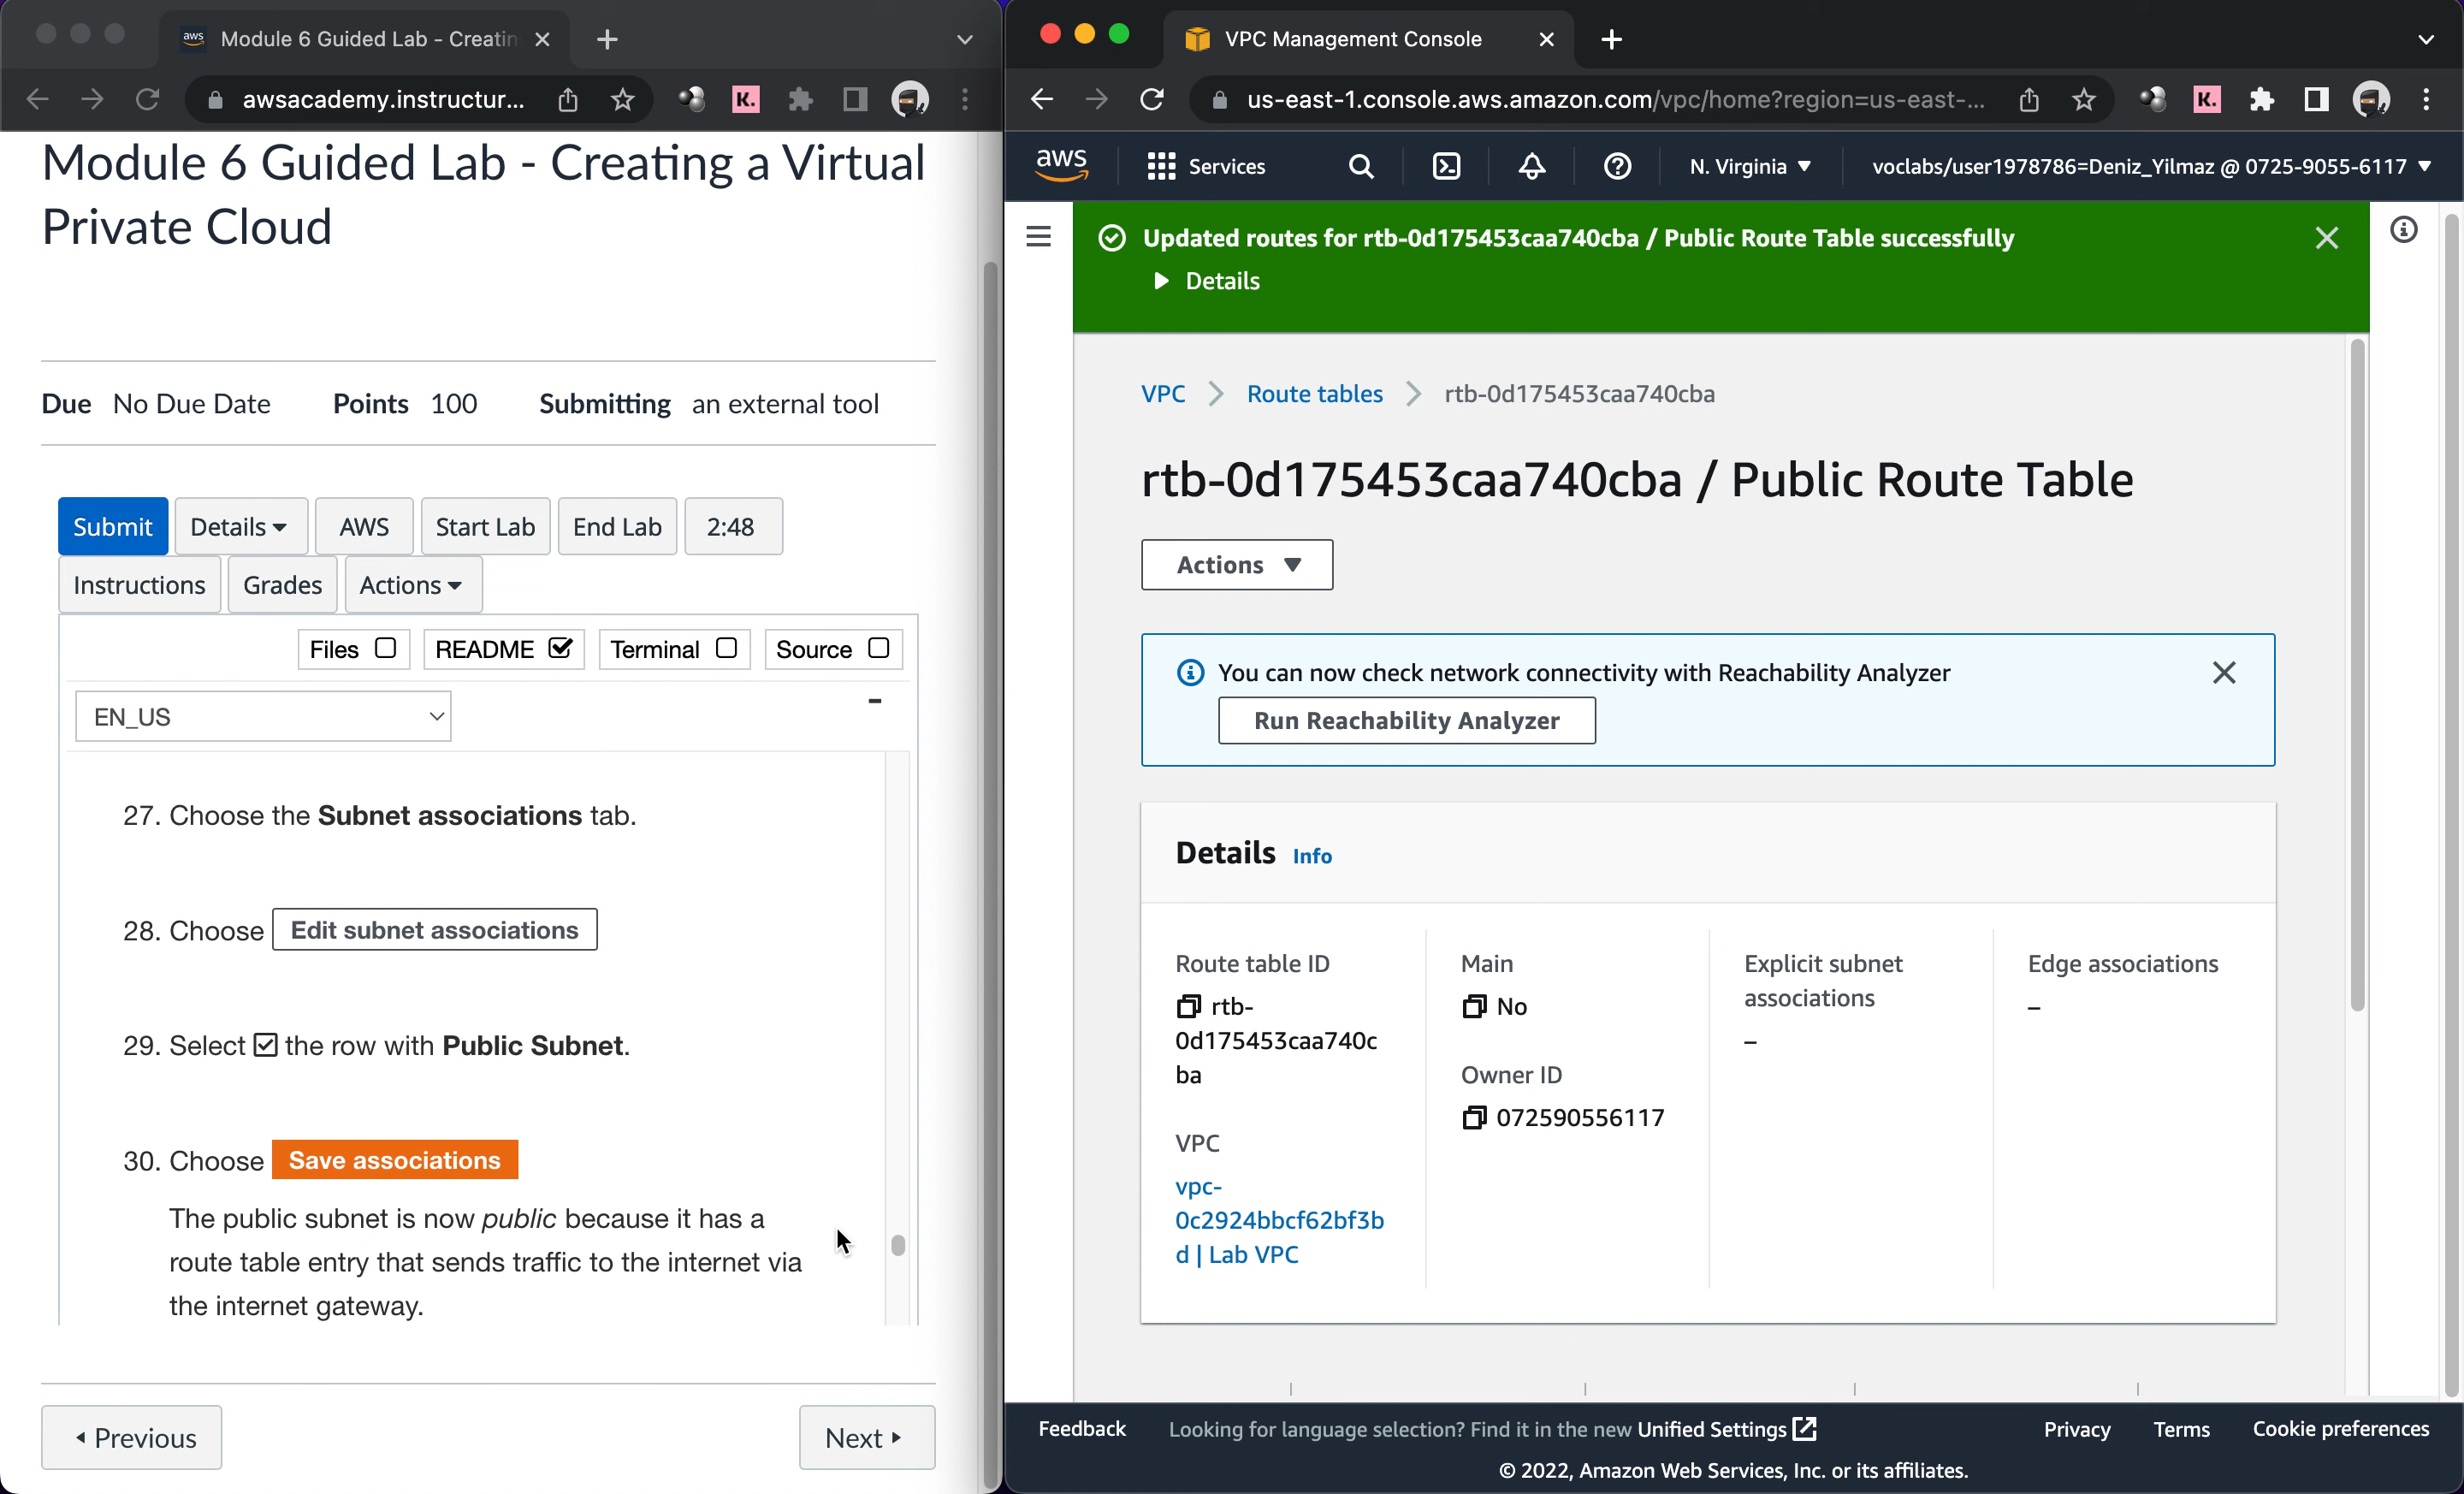 aws Module 6 Guided Lab - Creatin
awsacademy.instructur...
K.
Module 6 Guided Lab - Creating a Virtual
Private Cloud
Due No Due Date Points 100 Submitting an external tool
Submit Details AWS Start Lab End Lab 2:48
Instructions Grades Actions
Files README Terminal Source
EN_US
27. Choose the Subnet associations tab.
28. Choose Edit subnet associations
29. Select the row with Public Subnet.
30. Choose Save associations
The public subnet is now public because it has a
route table entry that sends traffic to the internet via
the internet gateway.
Previous Next
VPC Management Console
us-east-1.console.aws.amazon.com/vpc/home?region=us-east-...
K.
aws Services N. Virginia voclabs/user1978786=Deniz_Yilmaz @ 0725-9055-6117
Updated routes for rtb-0d175453caa740cba / Public Route Table successfully
Details
VPC Route tables rtb-0d175453caa740cba
rtb-0d175453caa740cba / Public Route Table
Actions
You can now check network connectivity with Reachability Analyzer
Run Reachability Analyzer
Details Info
Route table ID
rtb-
0d175453caa740c
ba
VPC
vpc-
0c2924bbcf62bf3b
d | Lab VPC
Main
No
Owner ID
072590556117
Explicit subnet
associations
–
Edge associations
–
Feedback Looking for language selection? Find it in the new Unified Settings Privacy Terms Cookie preferences
© 2022, Amazon Web Services, Inc. or its affiliates.